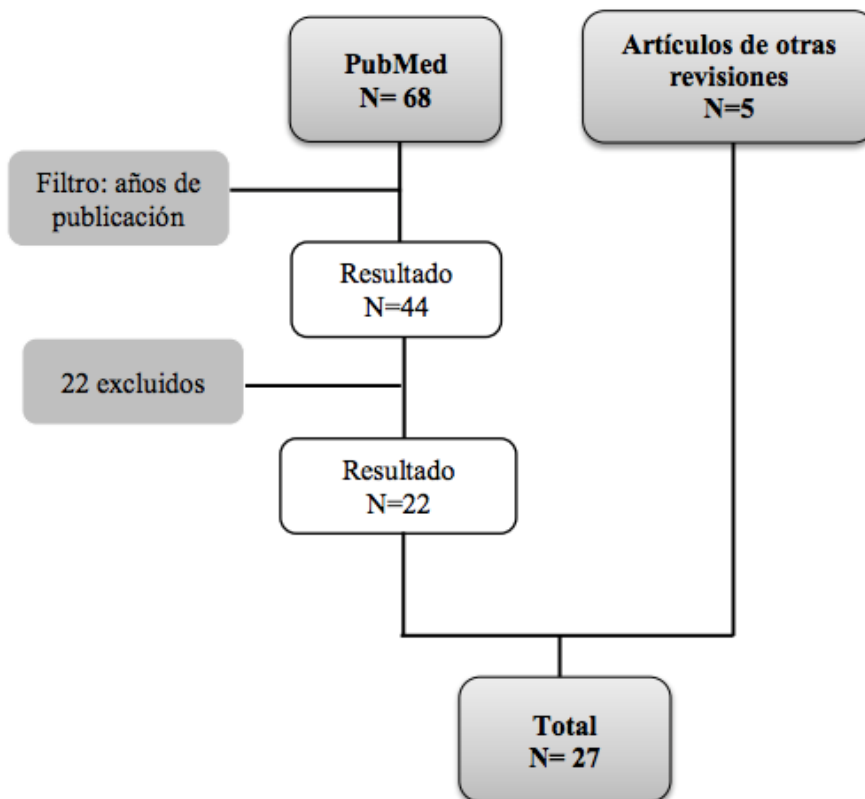 PubMed
N= 68
Artículos de otras
revisiones
N=5
Filtro: años de
publicación
Resultado
N=44
22 excluidos
Resultado
N=22
Total
N= 27